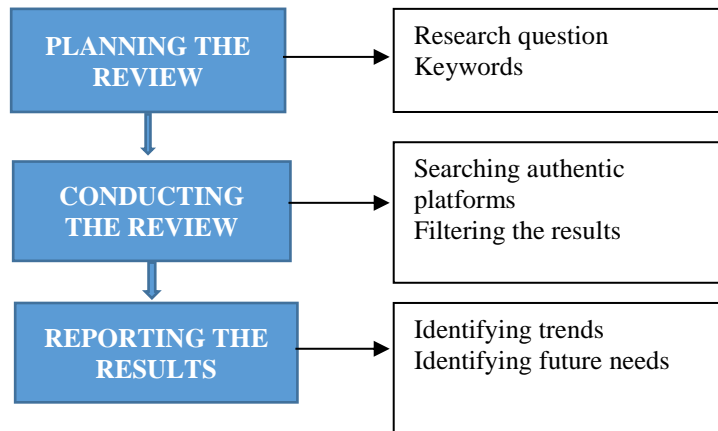 PLANNING THE
REVIEW
Research question
Keywords
CONDUCTING
THE REVIEW
Searching authentic
platforms
Filtering the results
REPORTING THE
RESULTS
Identifying trends
Identifying future needs